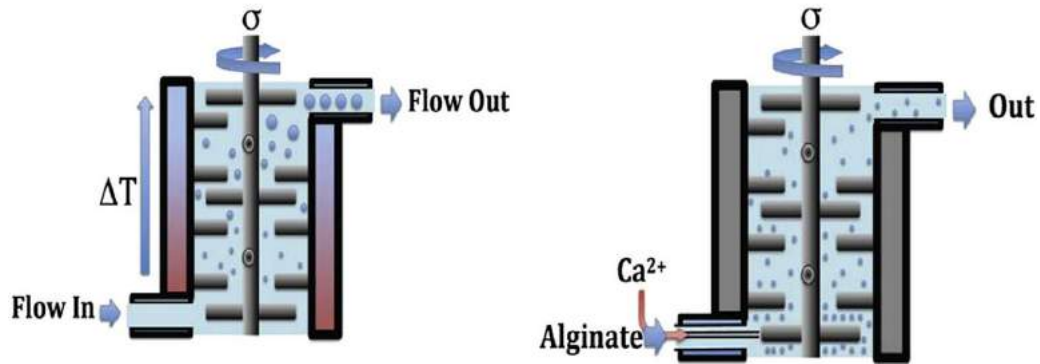 σ
Flow Out
ΔT
Flow In
σ
Out
Ca²⁺
Alginate